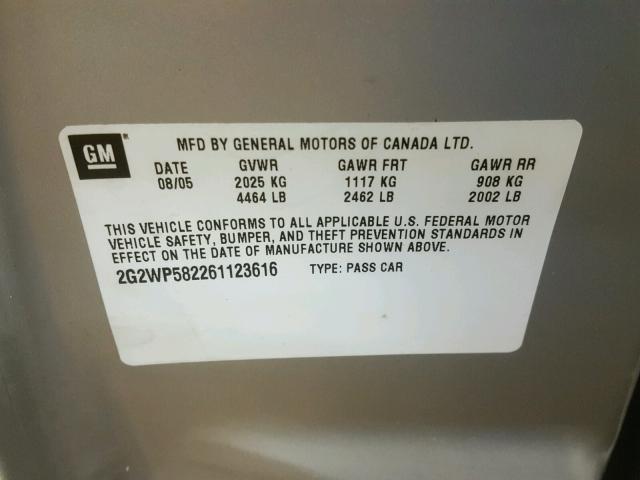 GM
MFD BY GENERAL MOTORS OF CANADA LTD.
DATE GVWR GAWR FRT GAWR RR
08/05 2025 KG 1117 KG 908 KG
4464 LB 2462 LB 2002 LB
THIS VEHICLE CONFORMS TO ALL APPLICABLE U.S. FEDERAL MOTOR
VEHICLE SAFETY, BUMPER, AND THEFT PREVENTION STANDARDS IN
EFFECT ON THE DATE OF MANUFACTURE SHOWN ABOVE.
2G2WP582261123616 TYPE: PASS CAR